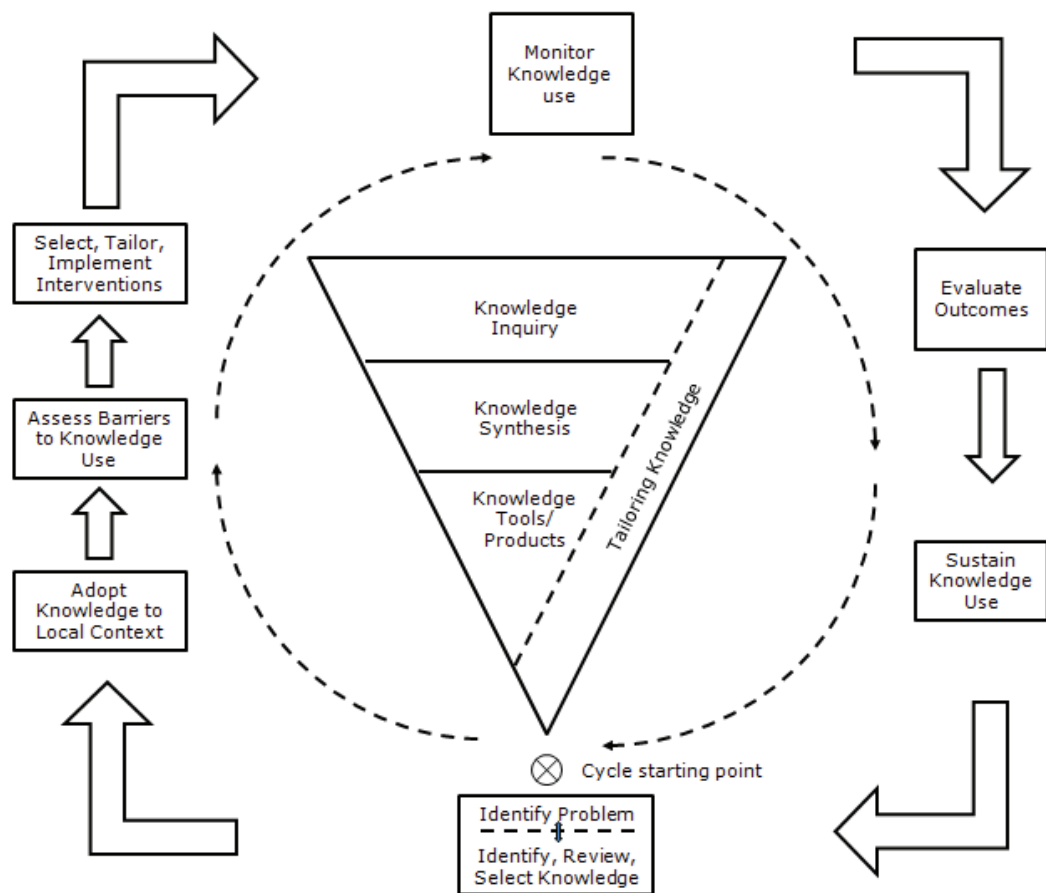 Monitor
Knowledge
use
Select, Tailor,
Implement
Interventions
Evaluate
Outcomes
Knowledge
Inquiry
Assess Barriers
to Knowledge
Use
Knowledge
Synthesis
Tailoring Knowledge
Knowledge
Tools/
Products
Adopt
Knowledge to
Local Context
Sustain
Knowledge
Use
Cycle starting point
Identify Problem
Identify, Review,
Select Knowledge